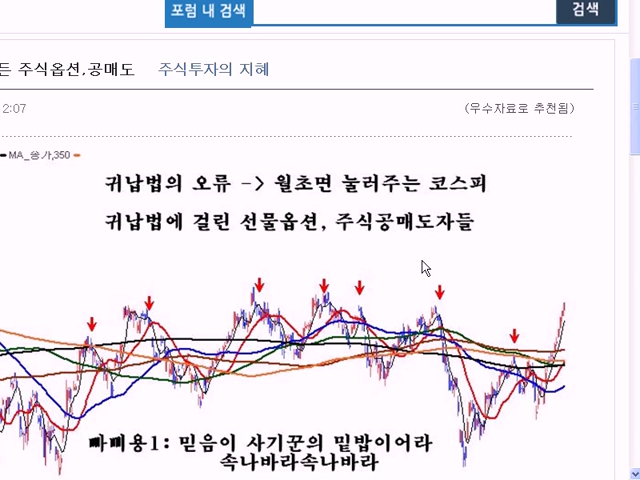 포럼 내 검색
검색
든 주식옵션,공매도 주식투자의 지혜
2:07 (우수자료로 추천됨)
MA_종가,350
귀납법의 오류 -> 월초면 눌러주는 코스피
귀납법에 걸린 선물옵션, 주식공매도자들
빠삐용1: 믿음이 사기꾼의 밑밥이어라
속나바라속나바라